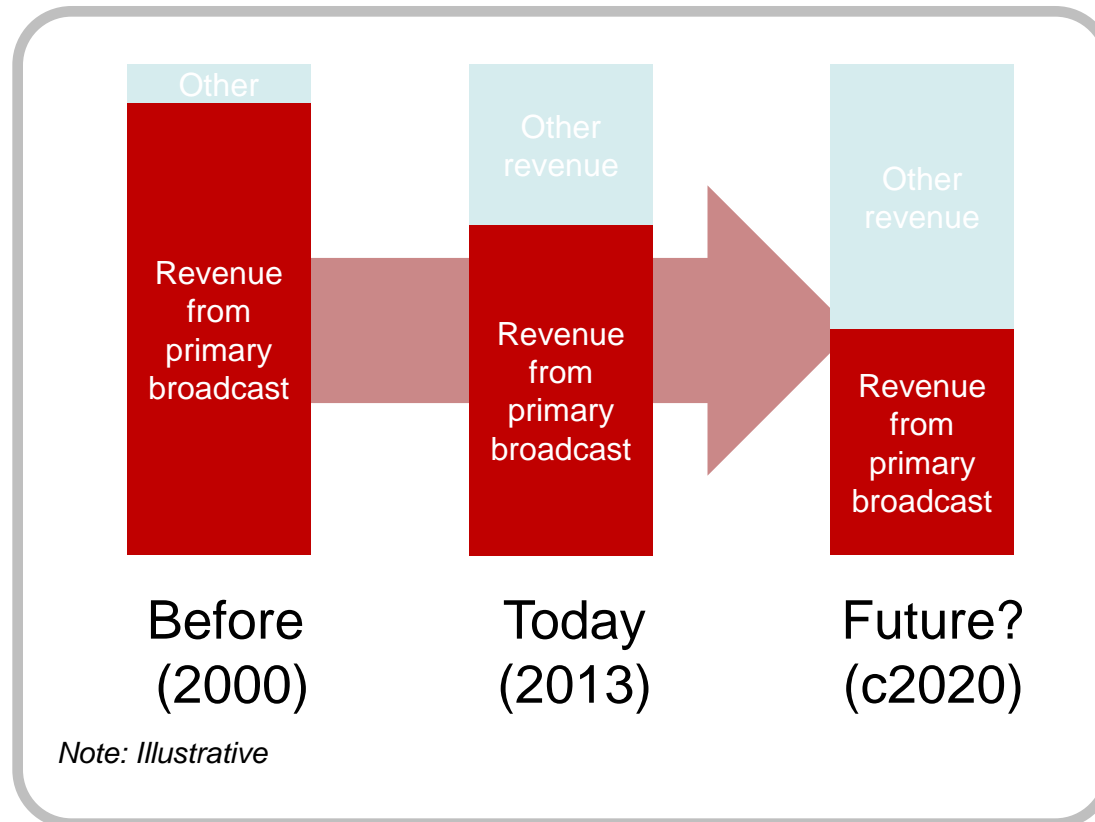 Other
Revenue
from
primary
broadcast
Other
revenue
Revenue
from
primary
broadcast
Other
revenue
Revenue
from
primary
broadcast
Before
(2000)
Today
(2013)
Future?
(c2020)
Note: Illustrative